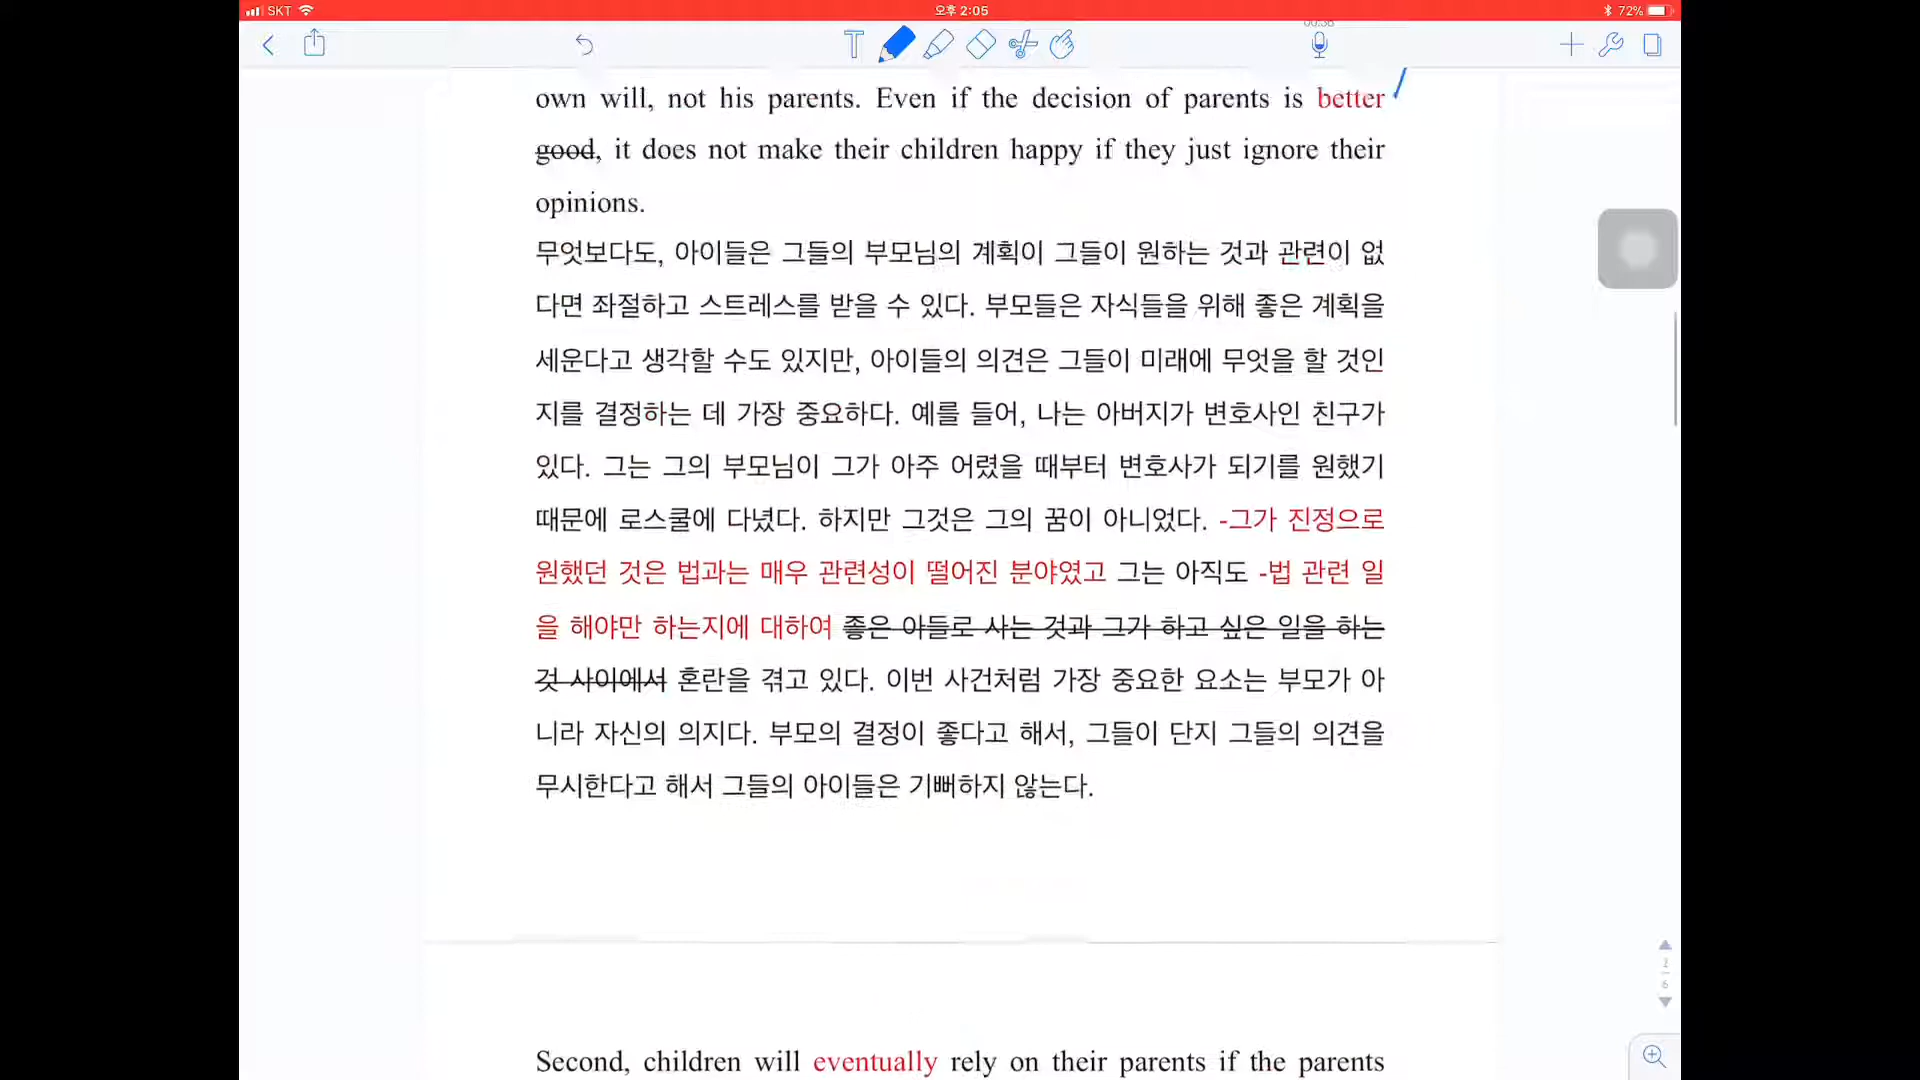 SKT
오후 2:05
72%
00:38
own will, not his parents. Even if the decision of parents is better
good, it does not make their children happy if they just ignore their
opinions.
무엇보다도, 아이들은 그들의 부모님의 계획이 그들이 원하는 것과 관련이 없
다면 좌절하고 스트레스를 받을 수 있다. 부모들은 자식들을 위해 좋은 계획을
세운다고 생각할 수도 있지만, 아이들의 의견은 그들이 미래에 무엇을 할 것인
지를 결정하는 데 가장 중요하다. 예를 들어, 나는 아버지가 변호사인 친구가
있다. 그는 그의 부모님이 그가 아주 어렸을 때부터 변호사가 되기를 원했기
때문에 로스쿨에 다녔다. 하지만 그것은 그의 꿈이 아니었다. -그가 진정으로
원했던 것은 법과는 매우 관련성이 떨어진 분야였고 그는 아직도 -법 관련 일
을 해야만 하는지에 대하여 좋은 아들로 사는 것과 그가 하고 싶은 일을 하는
것 사이에서 혼란을 겪고 있다. 이번 사건처럼 가장 중요한 요소는 부모가 아
니라 자신의 의지다. 부모의 결정이 좋다고 해서, 그들이 단지 그들의 의견을
무시한다고 해서 그들의 아이들은 기뻐하지 않는다.
2
6
Second, children will eventually rely on their parents if the parents